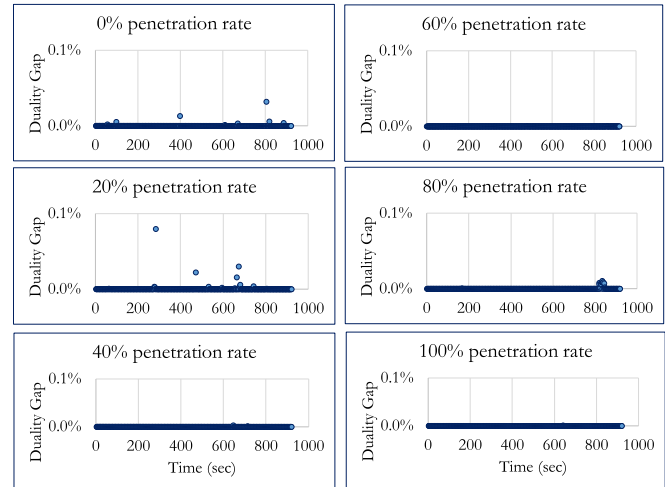 0% penetration rate
Duality Gap
0.1%
0.0%
0 200 400 600 800 1000
60% penetration rate
Duality Gap
0.1%
0.0%
0 200 400 600 800 1000
20% penetration rate
Duality Gap
0.1%
0.0%
0 200 400 600 800 1000
80% penetration rate
Duality Gap
0.1%
0.0%
0 200 400 600 800 1000
40% penetration rate
Duality Gap
0.1%
0.0%
0 200 400 600 800 1000
Time (sec)
100% penetration rate
Duality Gap
0.1%
0.0%
0 200 400 600 800 1000
Time (sec)